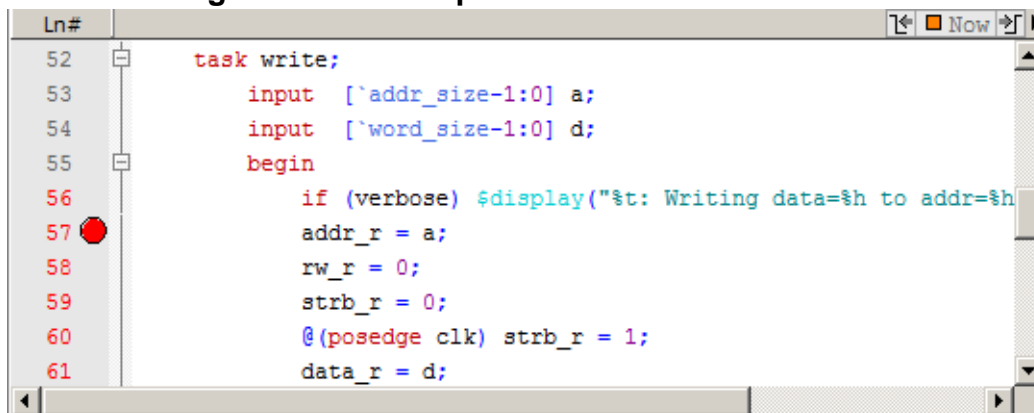 Ln#
Now
52 task write;
53 input [`addr_size-1:0] a;
54 input [`word_size-1:0] d;
55 begin
56 if (verbose) $display("%t: Writing data=%h to addr=%h
57 addr_r = a;
58 rw_r = 0;
59 strb_r = 0;
60 @(posedge clk) strb_r = 1;
61 data_r = d;